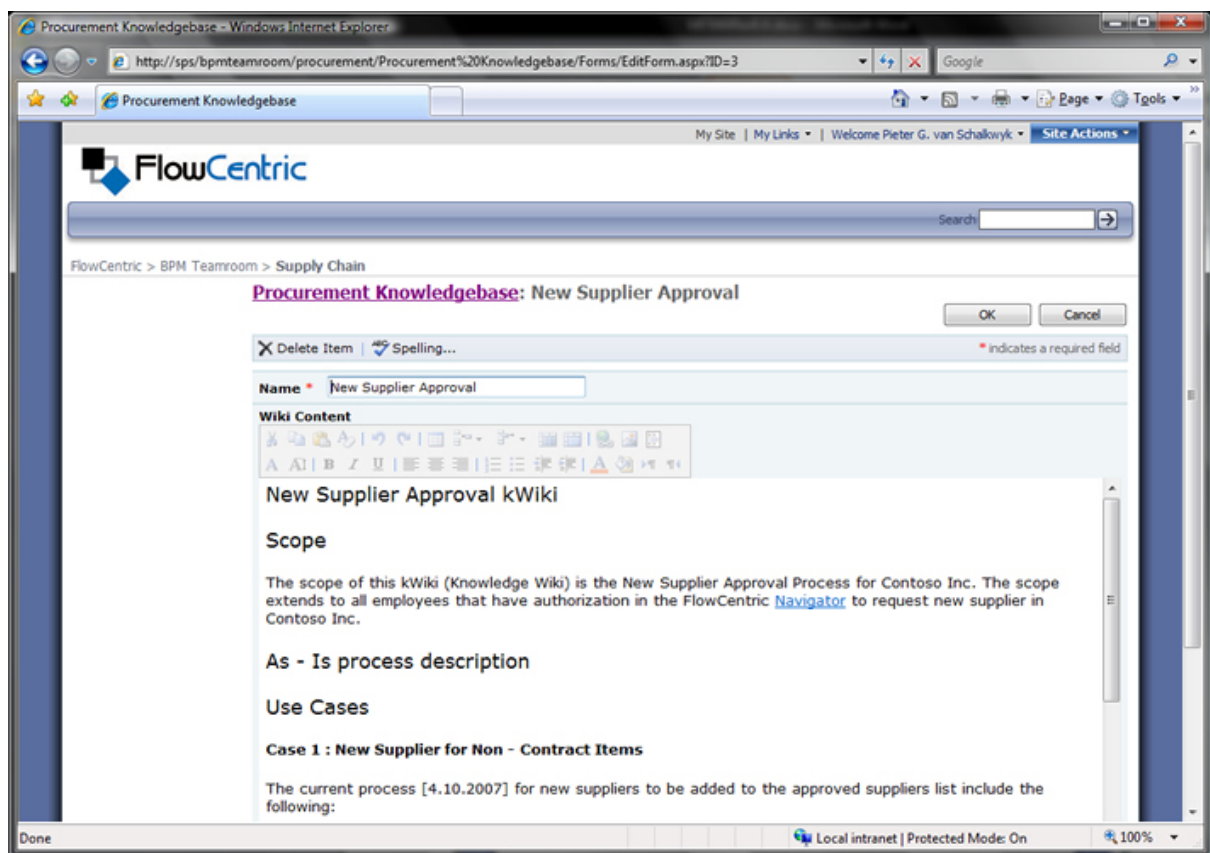 Procurement Knowledgebase - Windows Internet Explorer
http://sps/bpmteamroom/procurement/Procurement%20Knowledgebase/Forms/EditForm.aspx?ID=3
Google
Procurement Knowledgebase
Page
Tools
My Site | My Links | Welcome Pieter G. van Schalkwyk
Site Actions
FlowCentric
Search
FlowCentric > BPM Teamroom > Supply Chain
Procurement Knowledgebase: New Supplier Approval
OK
Cancel
Delete Item | Spelling...
* indicates a required field
Name * New Supplier Approval
Wiki Content
New Supplier Approval kWiki
Scope
The scope of this kWiki (Knowledge Wiki) is the New Supplier Approval Process for Contoso Inc. The scope
extends to all employees that have authorization in the FlowCentric Navigator to request new supplier in
Contoso Inc.
As - Is process description
Use Cases
Case 1 : New Supplier for Non - Contract Items
The current process [4.10.2007] for new suppliers to be added to the approved suppliers list include the
following:
Done
Local intranet | Protected Mode: On
100%